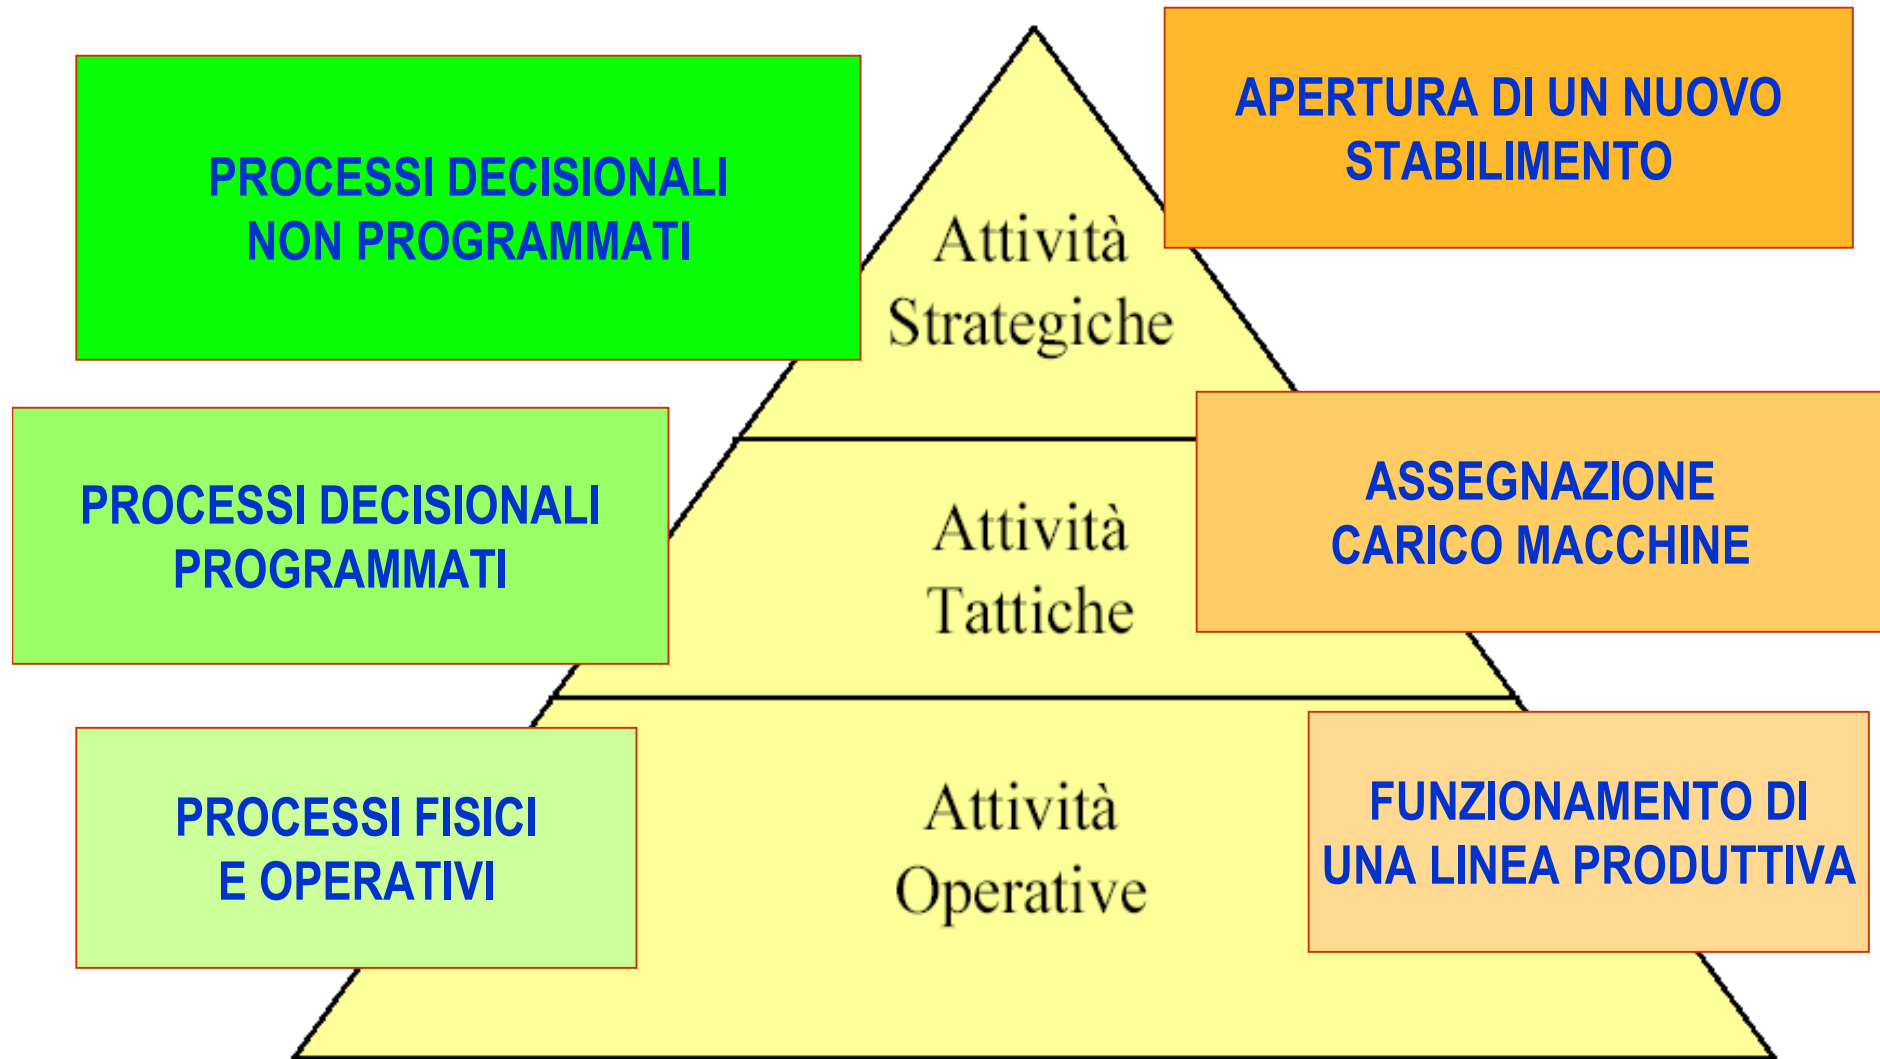 PROCESSI DECISIONALI
NON PROGRAMMATI
Attività
Strategiche
APERTURA DI UN NUOVO
STABILIMENTO
PROCESSI DECISIONALI
PROGRAMMATI
Attività
Tattiche
ASSEGNAZIONE
CARICO MACCHINE
PROCESSI FISICI
E OPERATIVI
Attività
Operative
FUNZIONAMENTO DI
UNA LINEA PRODUTTIVA